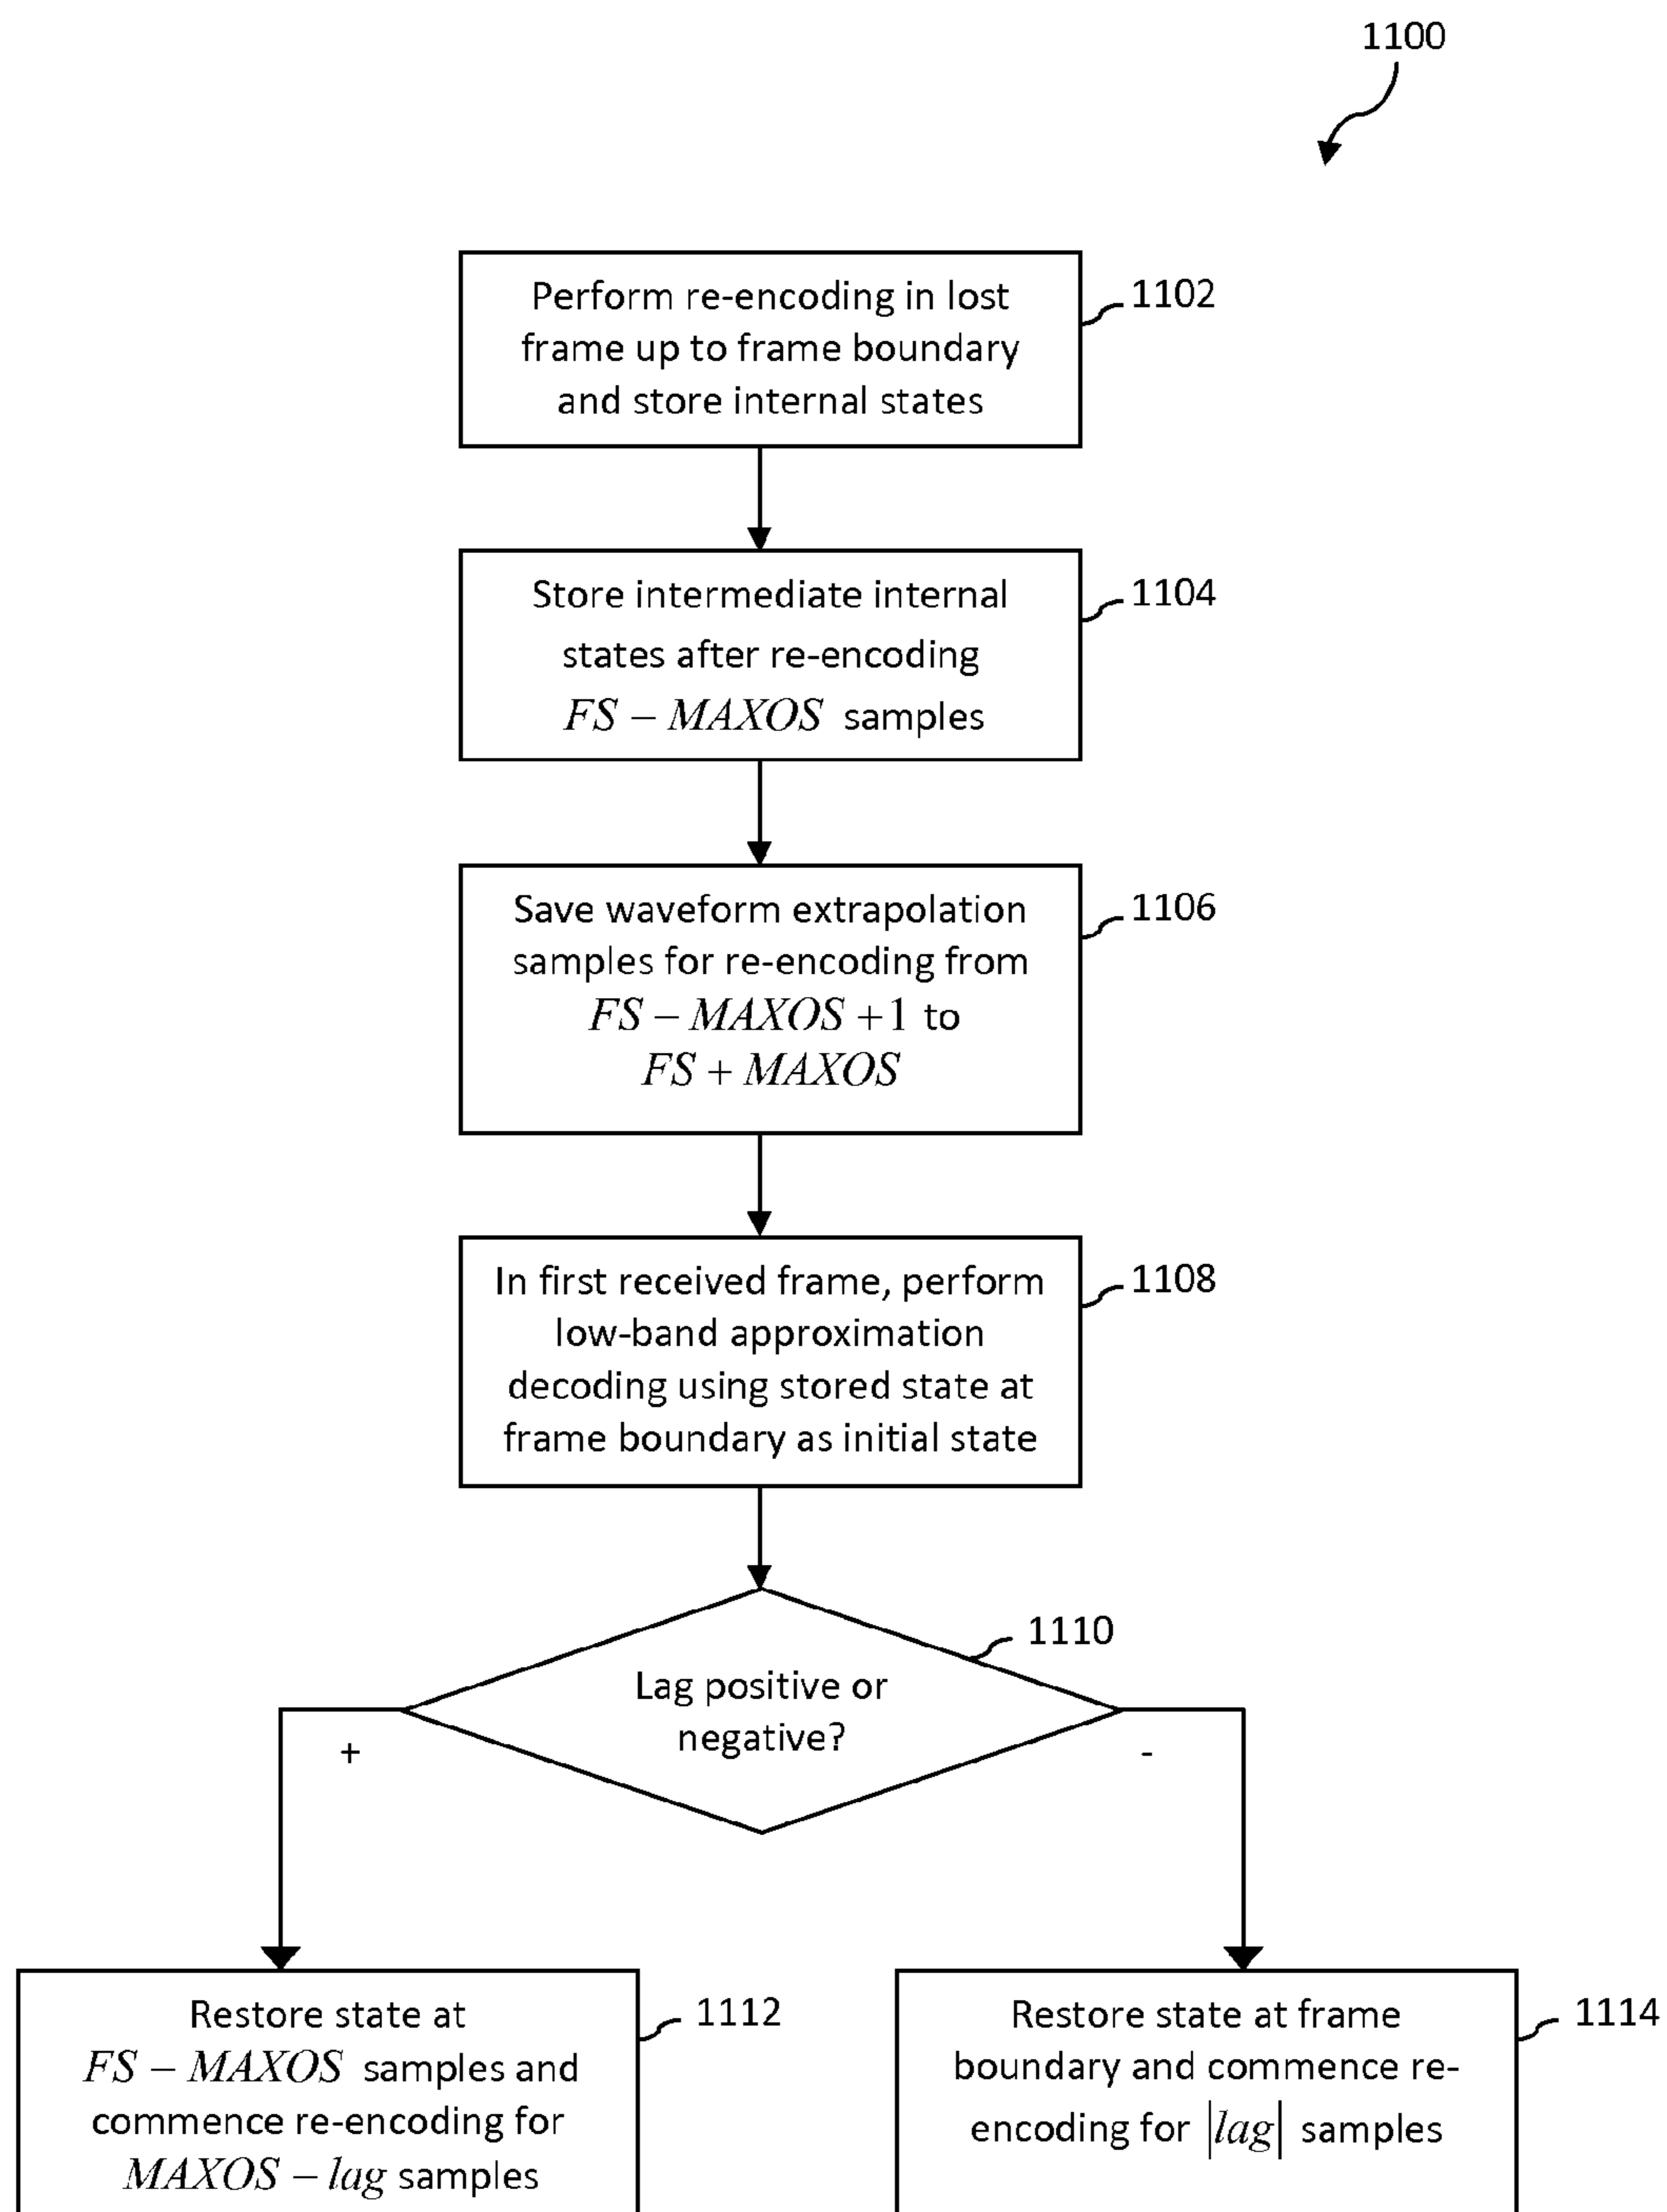 1100
Perform re-encoding in lost
frame up to frame boundary
and store internal states
1102
Store intermediate internal
states after re-encoding
FS – MAXOS samples
1104
Save waveform extrapolation
samples for re-encoding from
FS – MAXOS +1 to
FS + MAXOS
1106
In first received frame, perform
low-band approximation
decoding using stored state at
frame boundary as initial state
1108
Lag positive or
negative?
1110
+
-
Restore state at
FS – MAXOS samples and
commence re-encoding for
MAXOS – lag samples
1112
Restore state at frame
boundary and commence re-
encoding for |lag| samples
1114